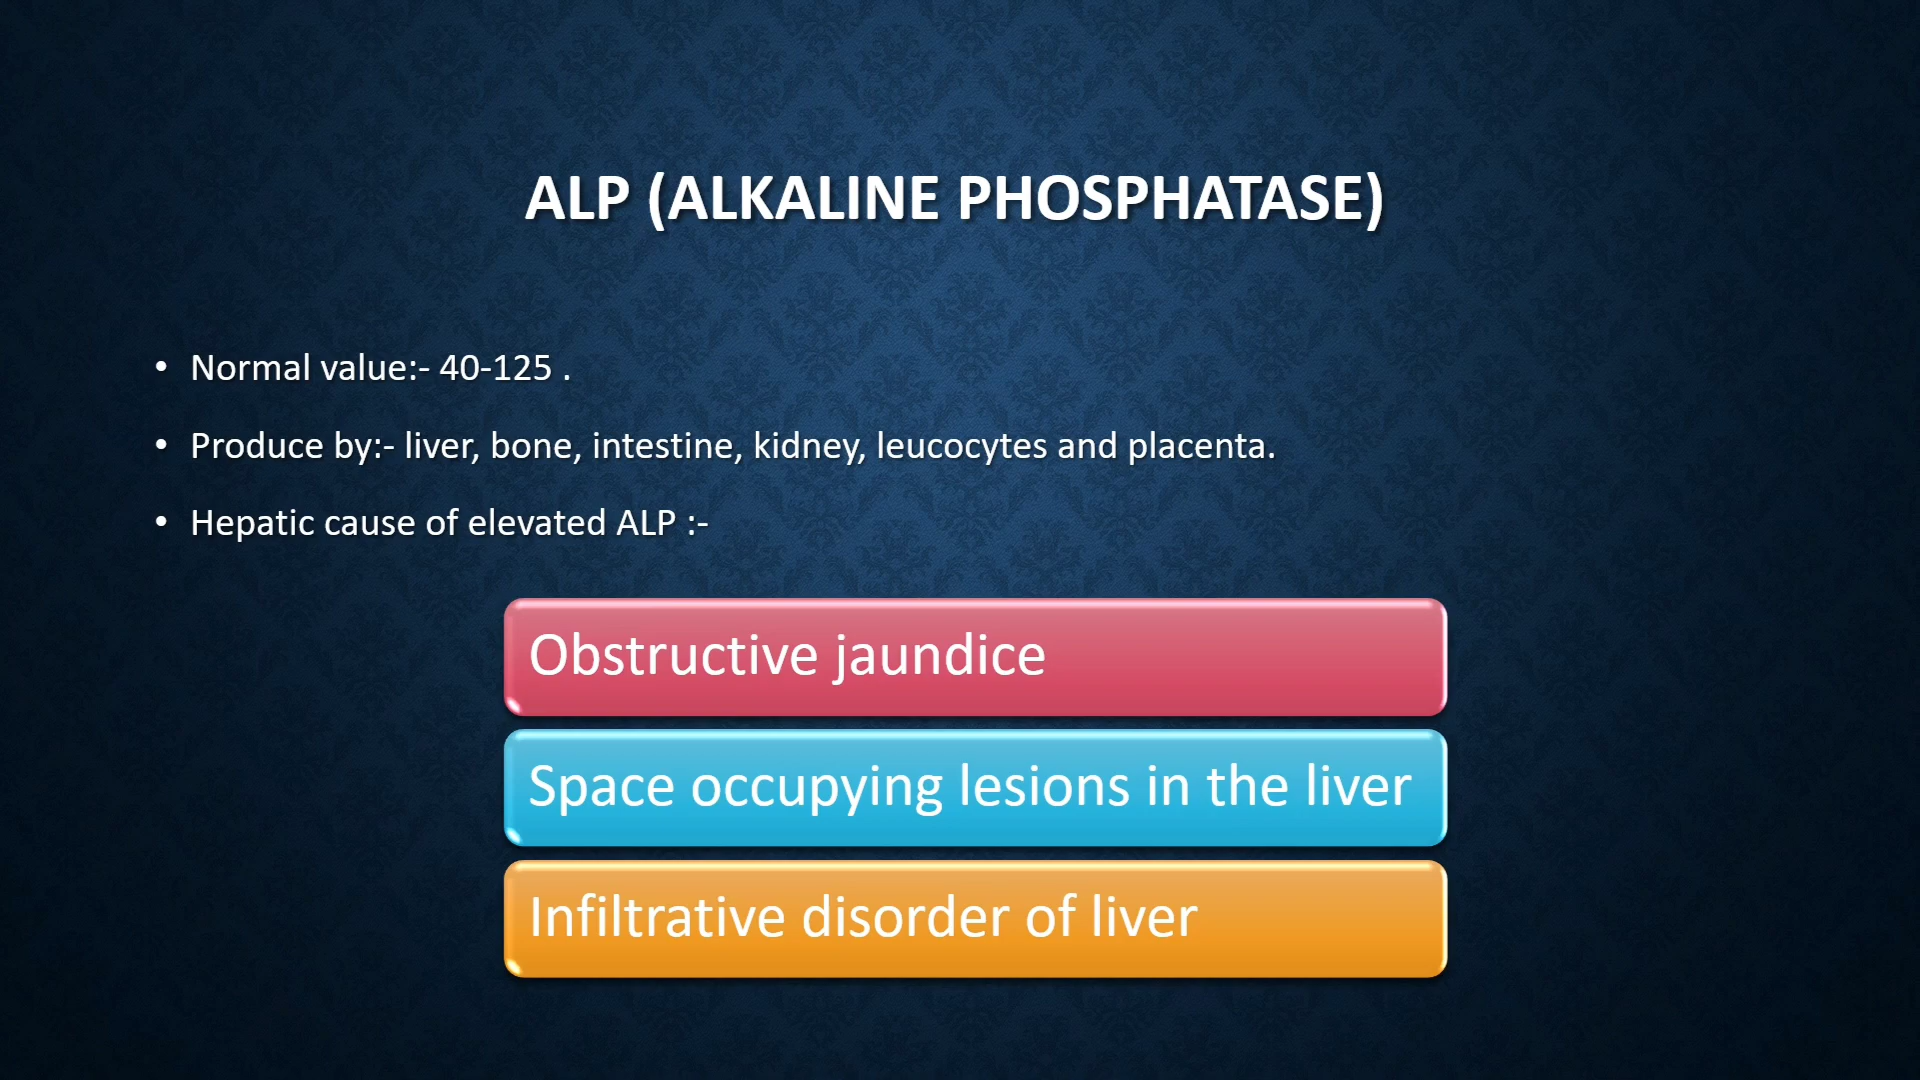 ALP (ALKALINE PHOSPHATASE)
• Normal value:- 40-125 .
• Produce by:- liver, bone, intestine, kidney, leucocytes and placenta.
• Hepatic cause of elevated ALP :-
Obstructive jaundice
Space occupying lesions in the liver
Infiltrative disorder of liver